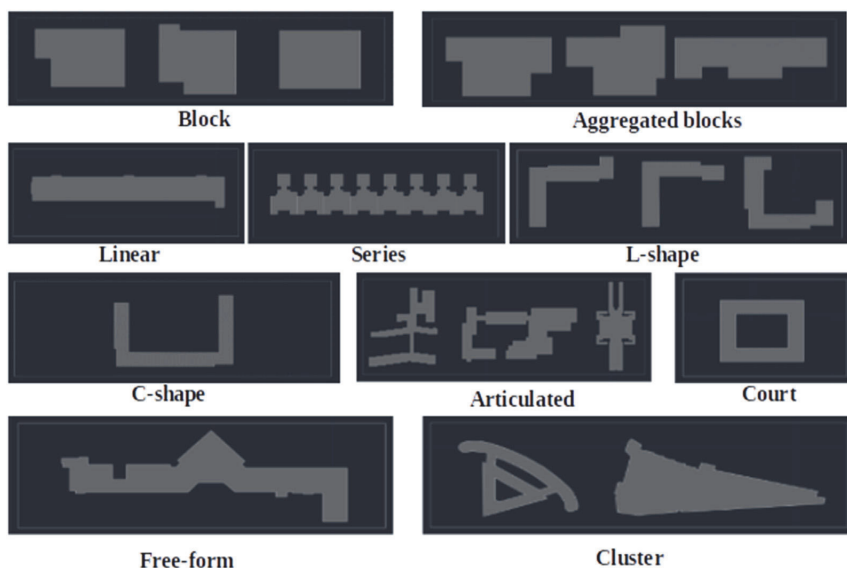 Block
Aggregated blocks
Linear
Series
L-shape
C-shape
Articulated
Court
Free-form
Cluster